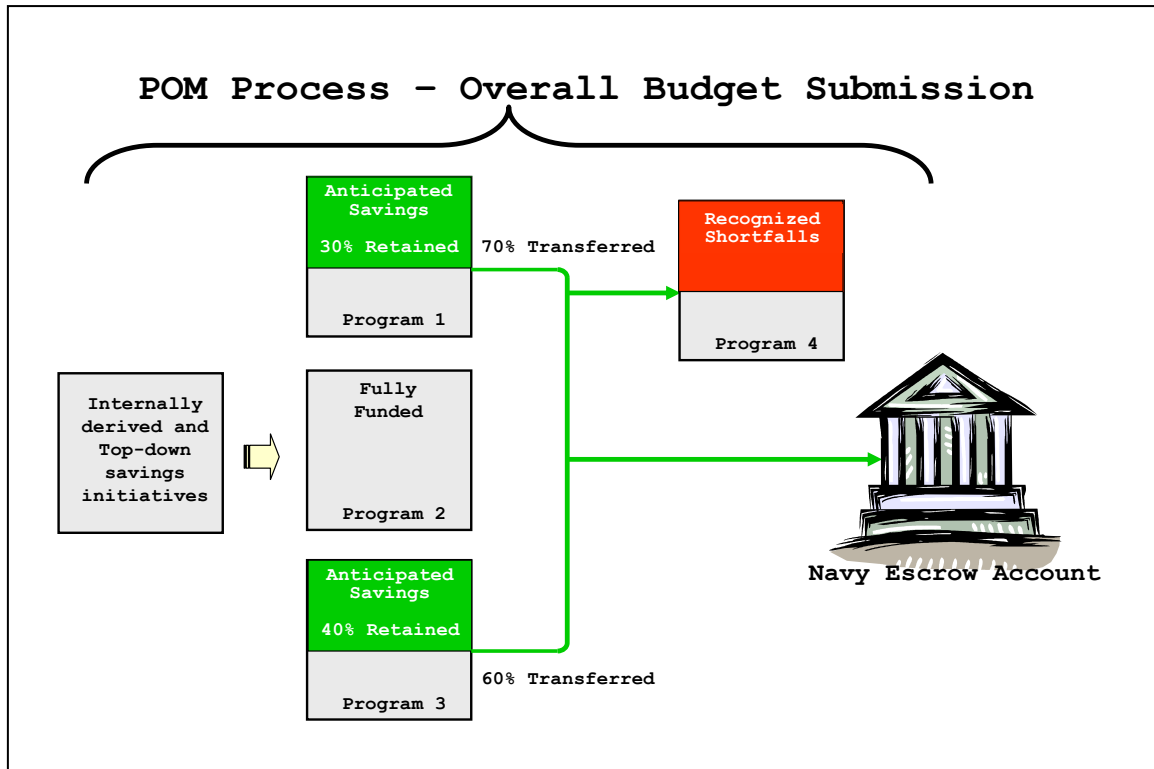 POM Process – Overall Budget Submission
Anticipated
Savings
30% Retained
70% Transferred
Program 1
Recognized
Shortfalls
Program 4
Internally
derived and
Top-down
savings
initiatives
Fully
Funded
Program 2
Navy Escrow Account
Anticipated
Savings
40% Retained
60% Transferred
Program 3